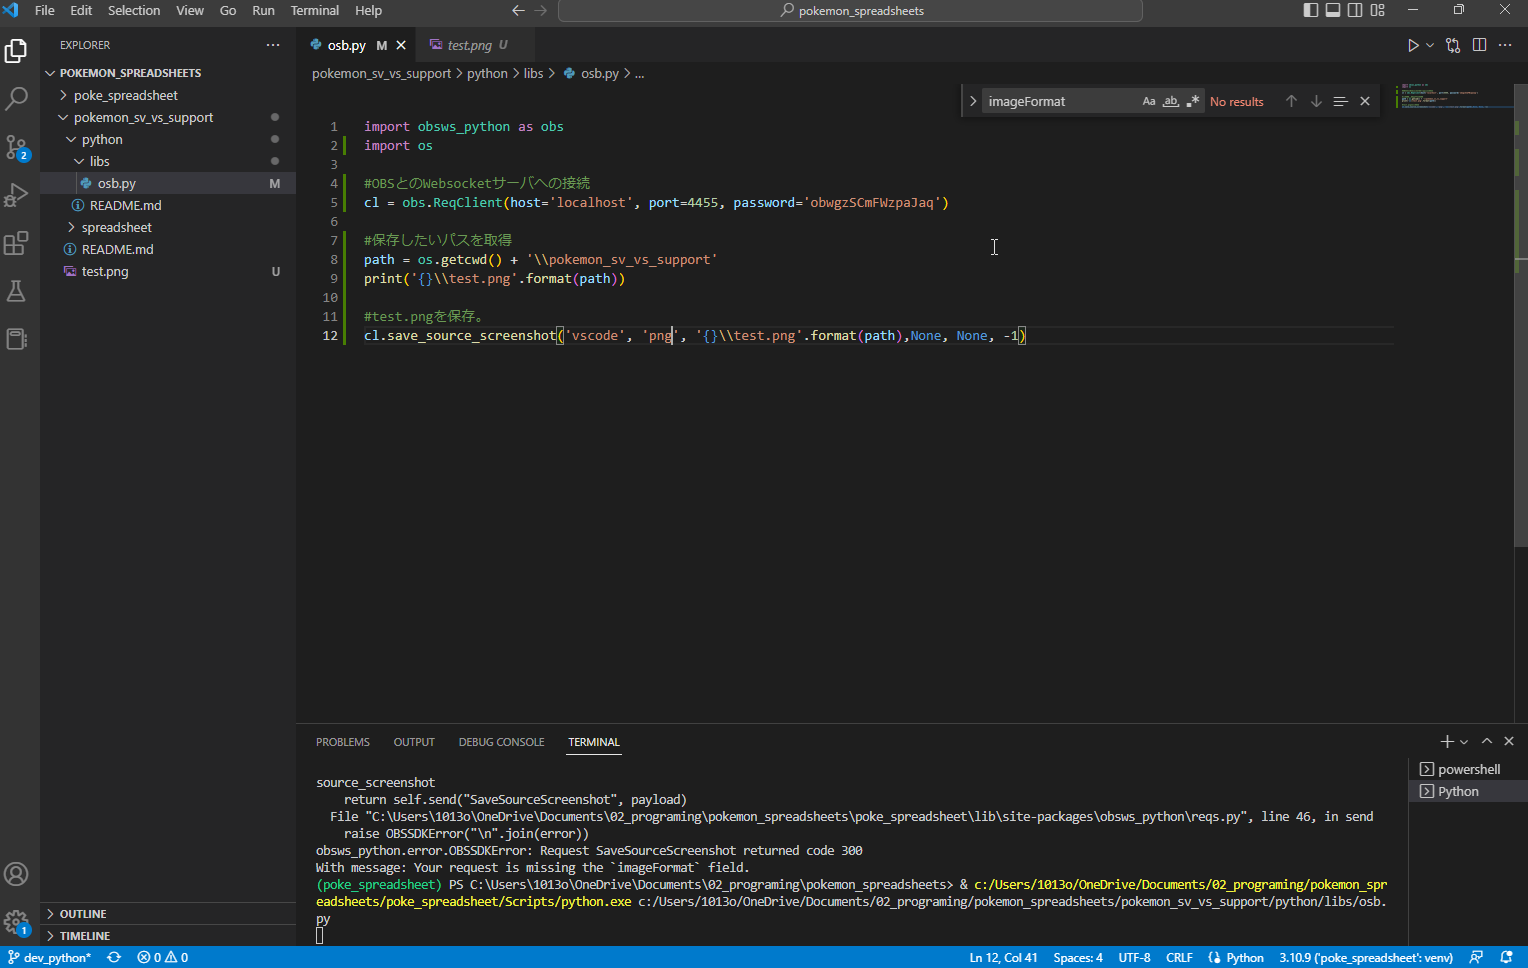 File Edit Selection View Go Run Terminal Help
pokemon_spreadsheets
EXPLORER
POKEMON_SPREADSHEETS
poke_spreadsheet
pokemon_sv_vs_support
python
libs
osb.py M
README.md
spreadsheet
README.md
test.png U
OUTLINE
TIMELINE
2
1
osb.py M
test.png U
pokemon_sv_vs_support > python > libs > osb.py > ...
imageFormat Aa ab No results
1 import obsws_python as obs
2 import os
3
4 #OBSとのWebsocketサーバへの接続
5 cl = obs.ReqClient(host='localhost', port=4455, password='obwgzSCmFWzpaJaq')
6
7 #保存したいパスを取得
8 path = os.getcwd() + '\\pokemon_sv_vs_support'
9 print('{}\\test.png'.format(path))
10
11 #test.pngを保存。
12 cl.save_source_screenshot('vscode', 'png', '{}\\test.png'.format(path),None, None, -1)
PROBLEMS OUTPUT DEBUG CONSOLE TERMINAL
source_screenshot
return self.send("SaveSourceScreenshot", payload)
File "C:\Users\1013o\OneDrive\Documents\02_programing\pokemon_spreadsheets\poke_spreadsheet\lib\site-packages\obsws_python\reqs.py", line 46, in send
raise OBSSDKError("\n".join(error))
obsws_python.error.OBSSDKError: Request SaveSourceScreenshot returned code 300
With message: Your request is missing the `imageFormat` field.
(poke_spreadsheet) PS C:\Users\1013o\OneDrive\Documents\02_programing\pokemon_spreadsheets> & c:/Users/1013o/OneDrive/Documents/02_programing/pokemon_spr
eadsheets/poke_spreadsheet/Scripts/python.exe c:/Users/1013o/OneDrive/Documents/02_programing/pokemon_spreadsheets/pokemon_sv_vs_support/python/libs/osb.
py
powershell
Python
dev_python* 0 0 Ln 12, Col 41 Spaces: 4 UTF-8 CRLF Python 3.10.9 ('poke_spreadsheet': venv)